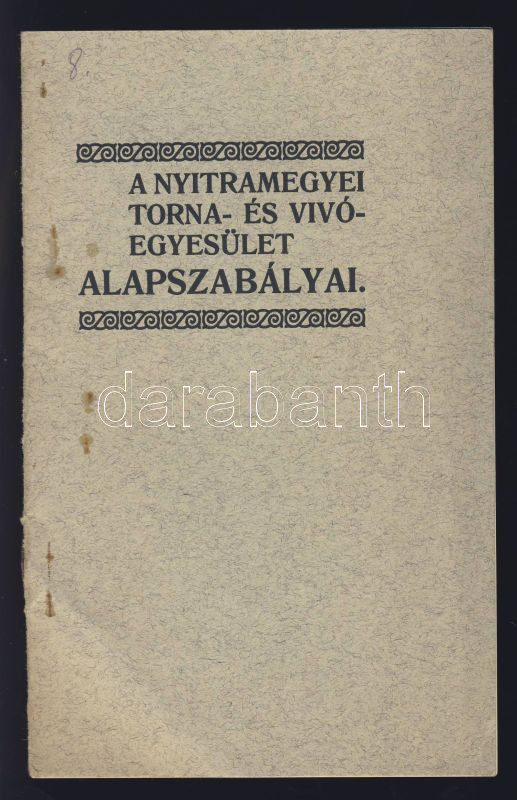 8.
A NYITRAMEGYEI
TORNA- ÉS VIVÓ-
EGYESÜLET
ALAPSZABÁLYAI.
darabanth